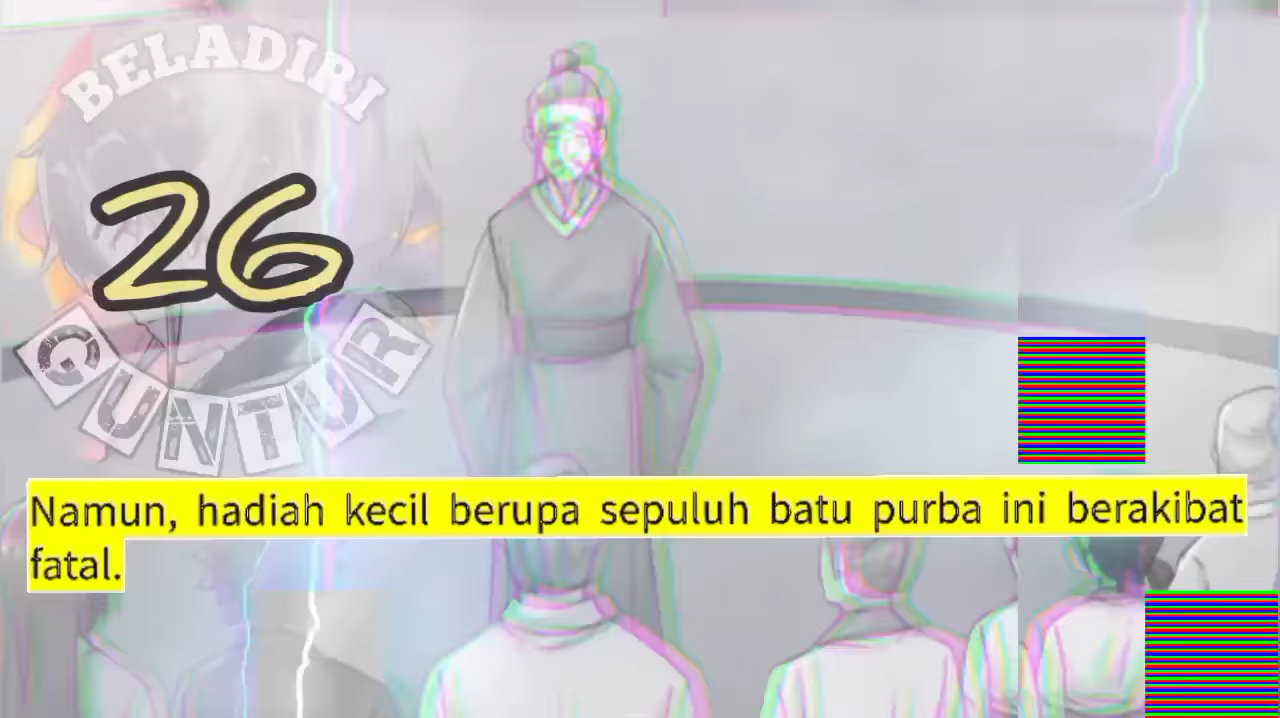 BELADIRI
26
GUNTUR
Namun, hadiah kecil berupa sepuluh batu purba ini berakibat
fatal.